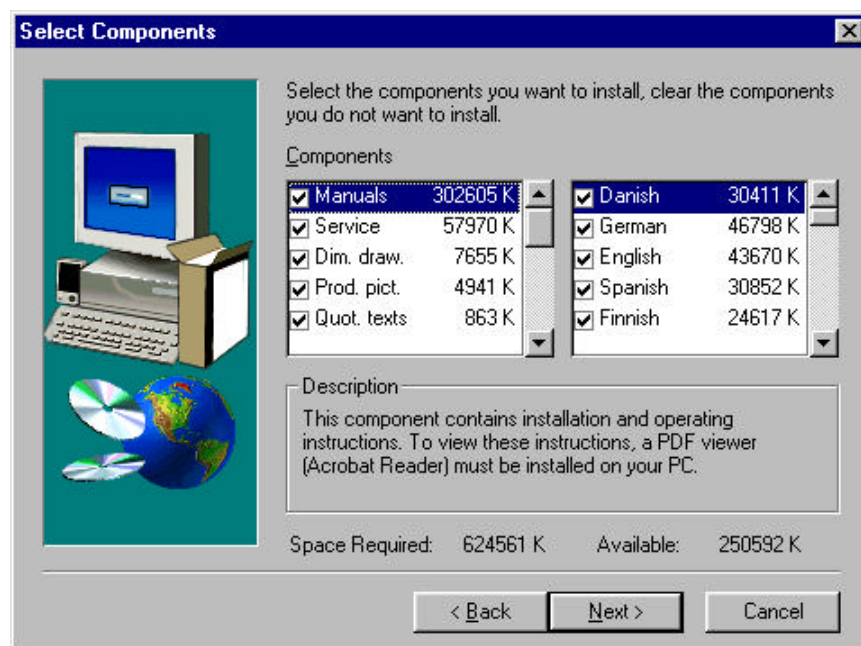 Select Components
Select the components you want to install, clear the components
you do not want to install.
Components
Manuals 302605 K
Service 57970 K
Dim. draw. 7655 K
Prod. pict. 4941 K
Quot. texts 863 K
Danish 30411 K
German 46798 K
English 43670 K
Spanish 30852 K
Finnish 24617 K
Description
This component contains installation and operating
instructions. To view these instructions, a PDF viewer
(Acrobat Reader) must be installed on your PC.
Space Required: 624561 K Available: 250592 K
< Back Next > Cancel